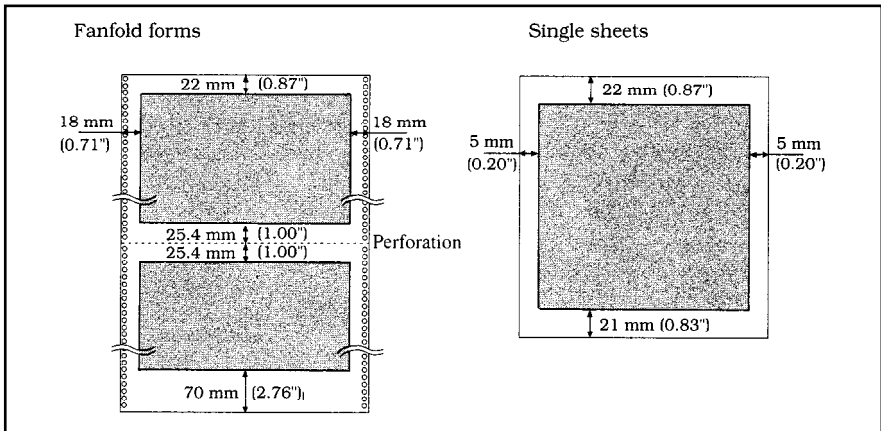 Fanfold forms
22 mm (0.87")
18 mm
(0.71")
18 mm
(0.71")
25.4 mm (1.00")
Perforation
25.4 mm (1.00")
70 mm (2.76")
Single sheets
22 mm (0.87")
5 mm
(0.20")
5 mm
(0.20")
21 mm (0.83")